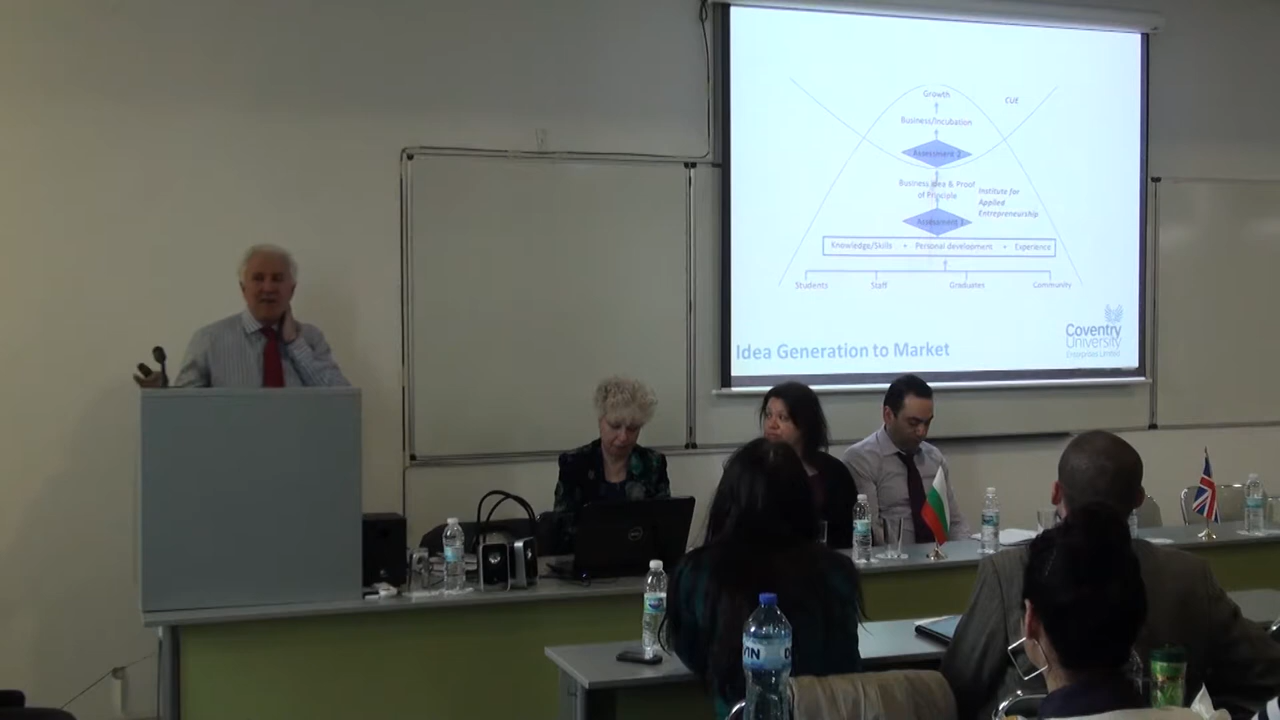 Growth
CUE
Business/Incubation
Assessment 2
Business Idea & Proof
of Principle
Institute for
Applied
Entrepreneurship
Assessment 1
Knowledge/Skills + Personal development + Experience
Students Staff Graduates Community
Idea Generation to Market
Coventry
University
Enterprises Limited
DELL